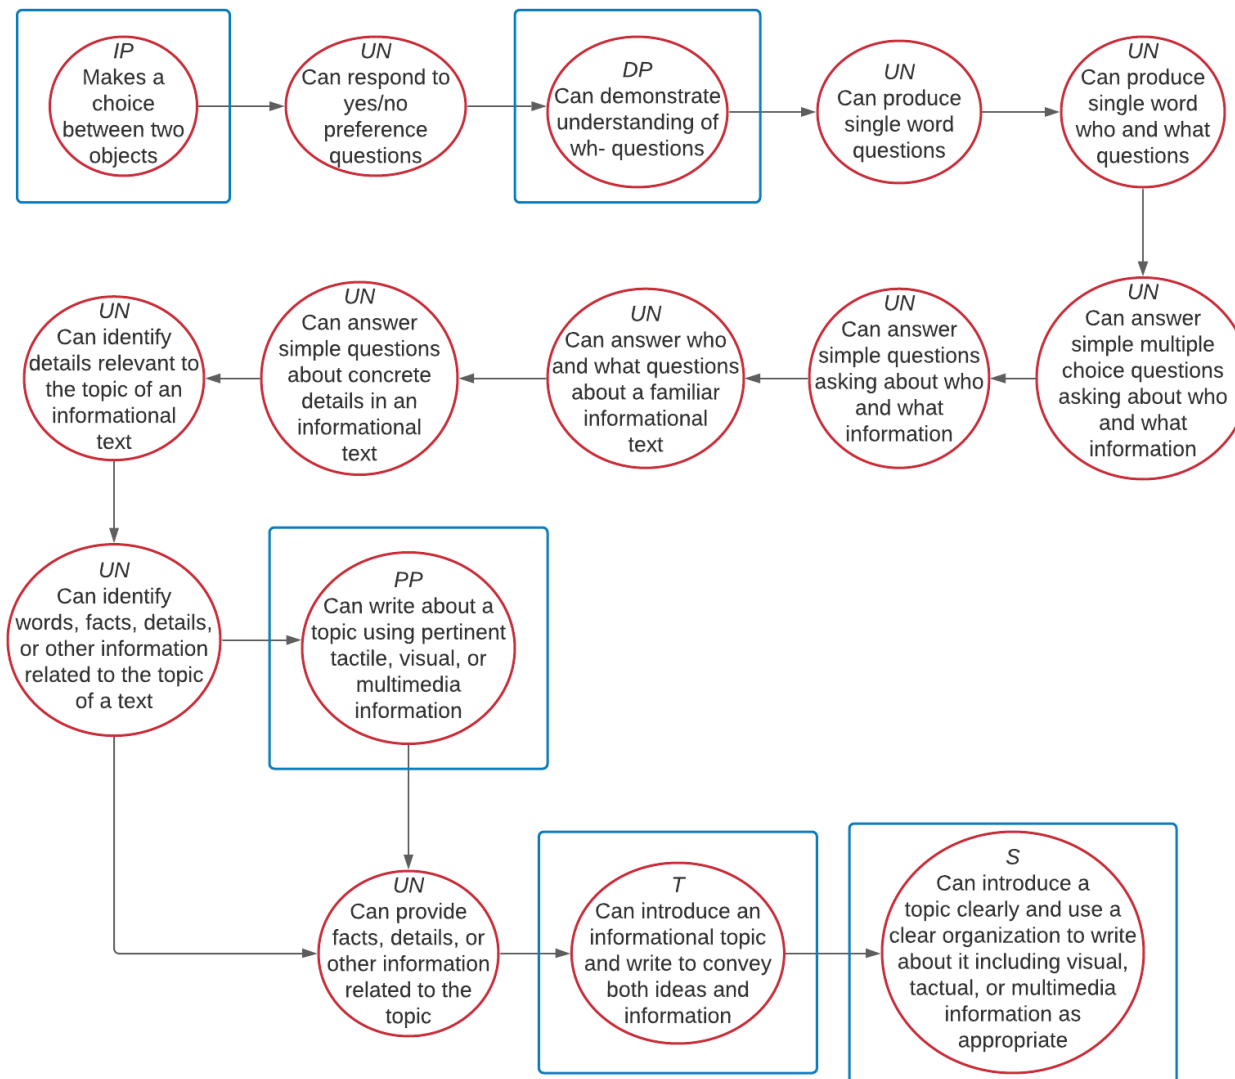 IP
Makes a
choice
between two
objects
UN
Can respond to
yes/no
preference
questions
DP
Can demonstrate
understanding of
wh- questions
UN
Can produce
single word
questions
UN
Can produce
single word
who and what
questions
UN
Can answer
simple multiple
choice questions
asking about who
and what
information
UN
Can answer
simple questions
asking about who
and what
information
UN
Can answer who
and what questions
about a familiar
informational
text
UN
Can answer
simple questions
about concrete
details in an
informational
text
UN
Can identify
details relevant to
the topic of an
informational
text
UN
Can identify
words, facts, details,
or other information
related to the topic
of a text
PP
Can write about a
topic using pertinent
tactile, visual, or
multimedia
information
UN
Can provide
facts, details, or
other information
related to the
topic
T
Can introduce an
informational topic
and write to convey
both ideas and
information
S
Can introduce a
topic clearly and use a
clear organization to write
about it including visual,
tactual, or multimedia
information as
appropriate